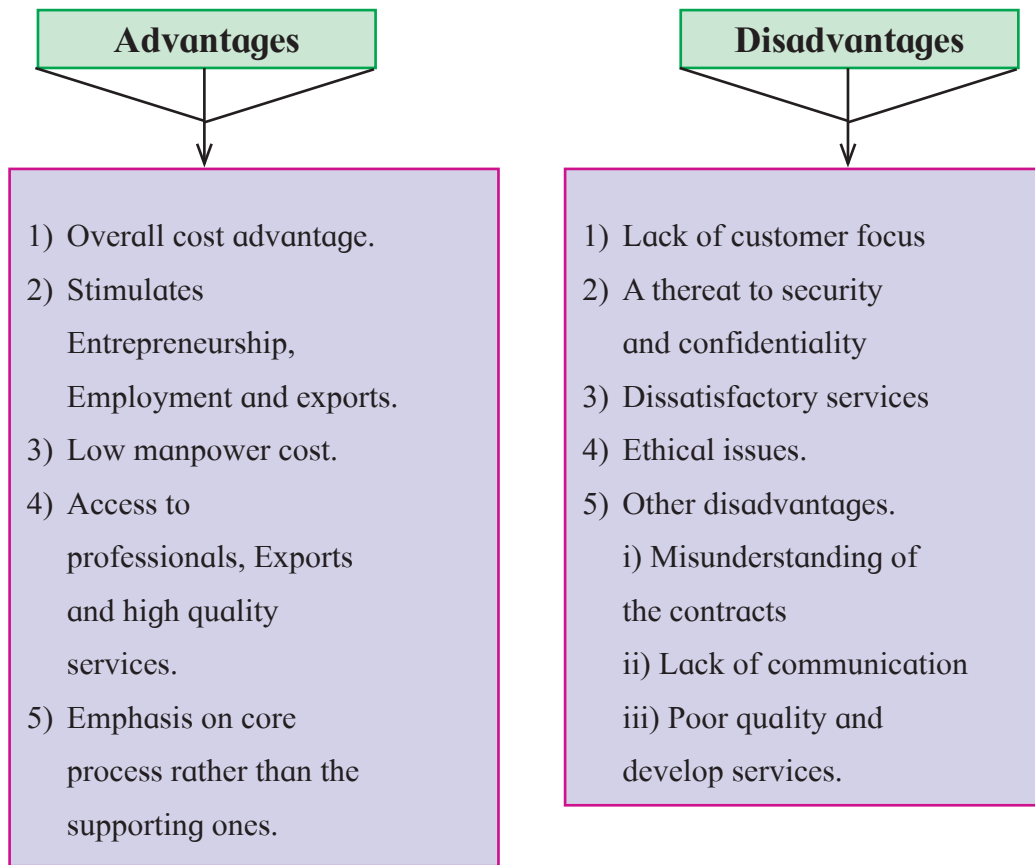 Advantages
1) Overall cost advantage.
2) Stimulates
Entrepreneurship,
Employment and exports.
3) Low manpower cost.
4) Access to
professionals, Exports
and high quality
services.
5) Emphasis on core
process rather than the
supporting ones.
Disadvantages
1) Lack of customer focus
2) A thereat to security
and confidentiality
3) Dissatisfactory services
4) Ethical issues.
5) Other disadvantages.
i) Misunderstanding of
the contracts
ii) Lack of communication
iii) Poor quality and
develop services.